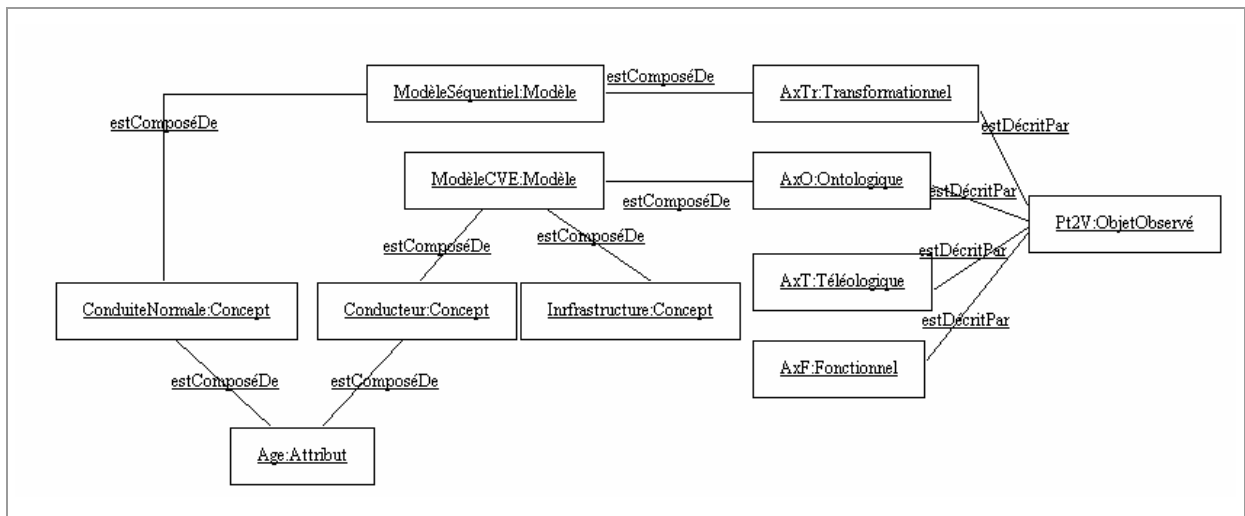 estComposéDe
ModèleSéquentiel:Modèle
AxTr:Transformationnel
estComposéDe
estDécritPar
ModèleCVE:Modèle
AxO:Ontologique
estDécritPar
estComposéDe
Pt2V:ObjetObservé
estComposéDe
estComposéDe
estDécritPar
AxT:Téléologique
ConduiteNormale:Concept
Conducteur:Concept
Inrfrastructure:Concept
estDécritPar
AxF:Fonctionnel
estComposéDe
estComposéDe
Age:Attribut